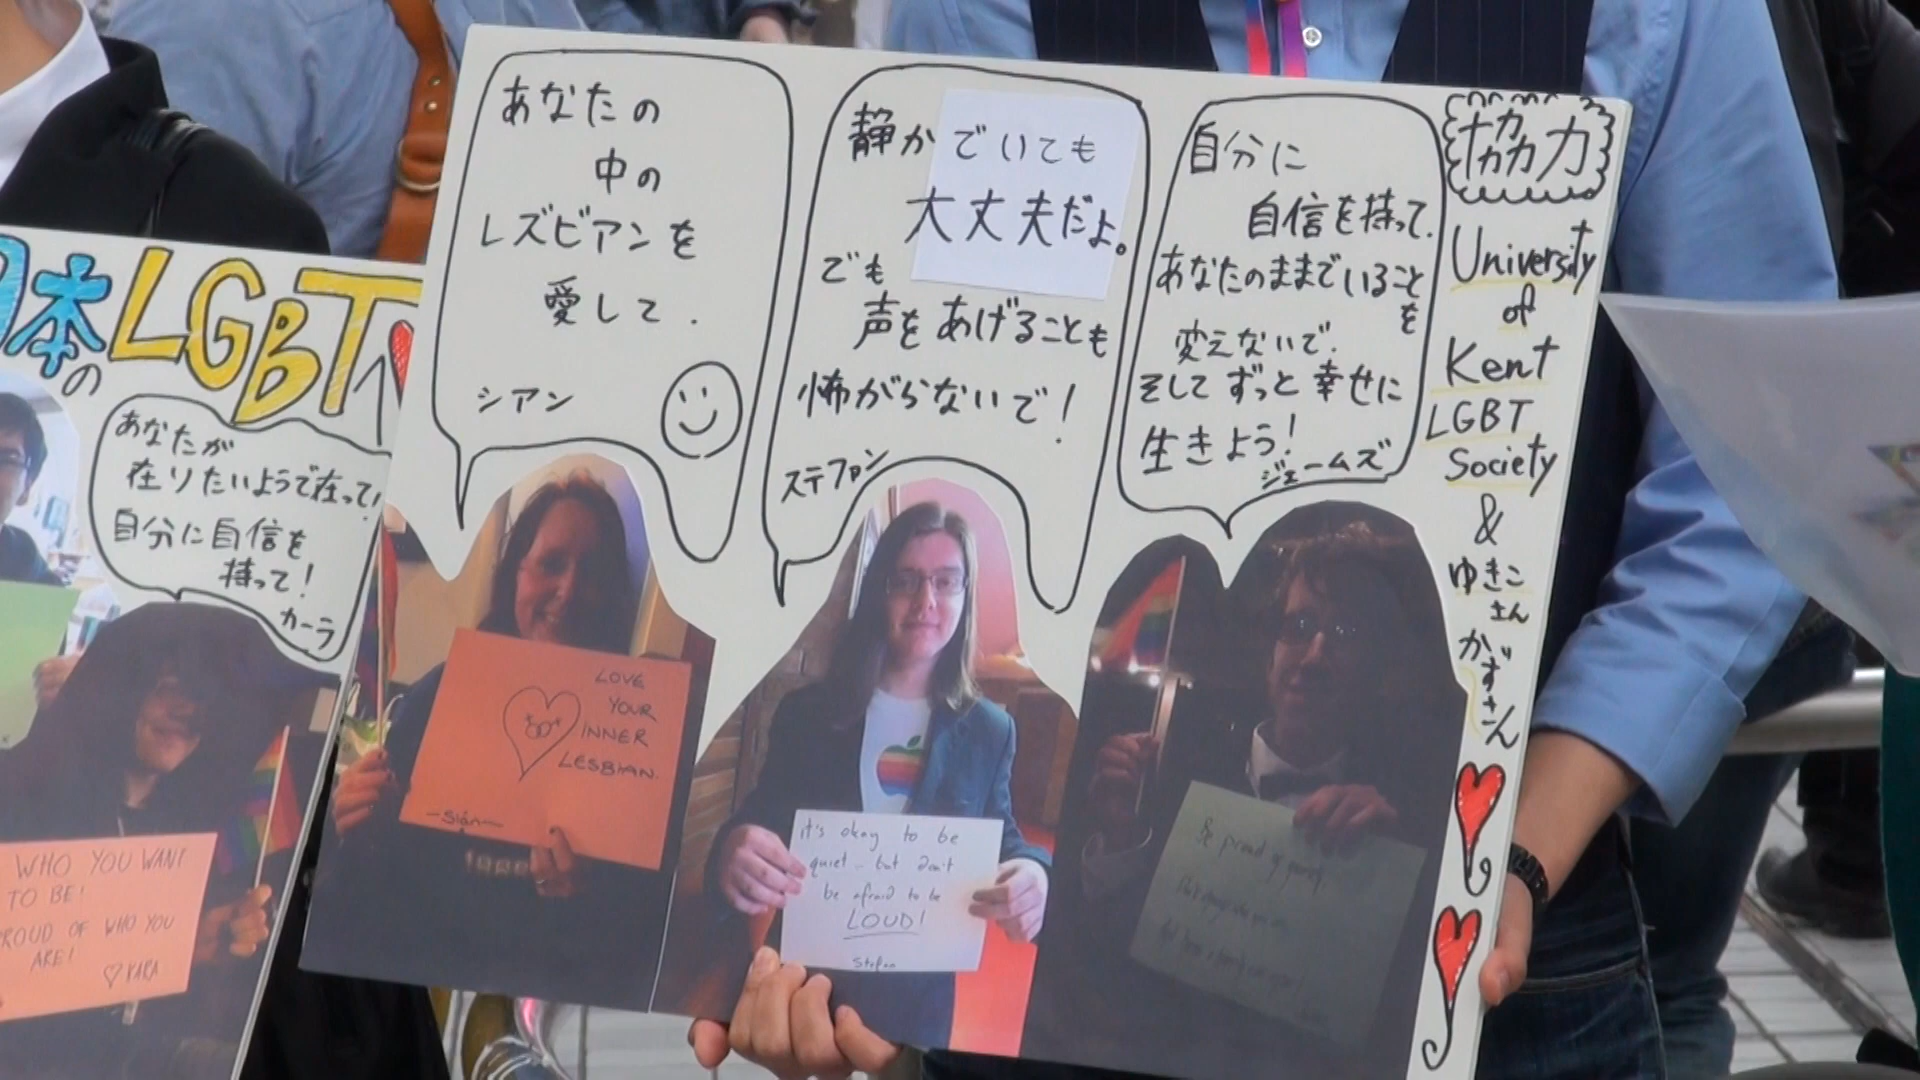 日本のLGBTへ
あなたが
在りたいようで在って!
自分に自信を
持って!
カーラ
WHO YOU WANT
TO BE!
PROUD OF WHO YOU
ARE!
♡ KARA
あなたの
中の
レズビアンを
愛して.
シアン
LOVE
YOUR
INNER
LESBIAN.
-Siân-
静かでいても
大丈夫だよ。
でも
声をあげることも
怖がらないで!
ステファン
it's okay to be
quiet - but don't
be afraid to be
LOUD!
Stefan
自分に
自信を持って.
あなたのままでいること
を
変えないで.
そしてずっと幸せに
生きよう!
ジェームズ
Be proud of yourself
協力
University
of
Kent
LGBT
Society
&
ゆきこ
さん
かずさん